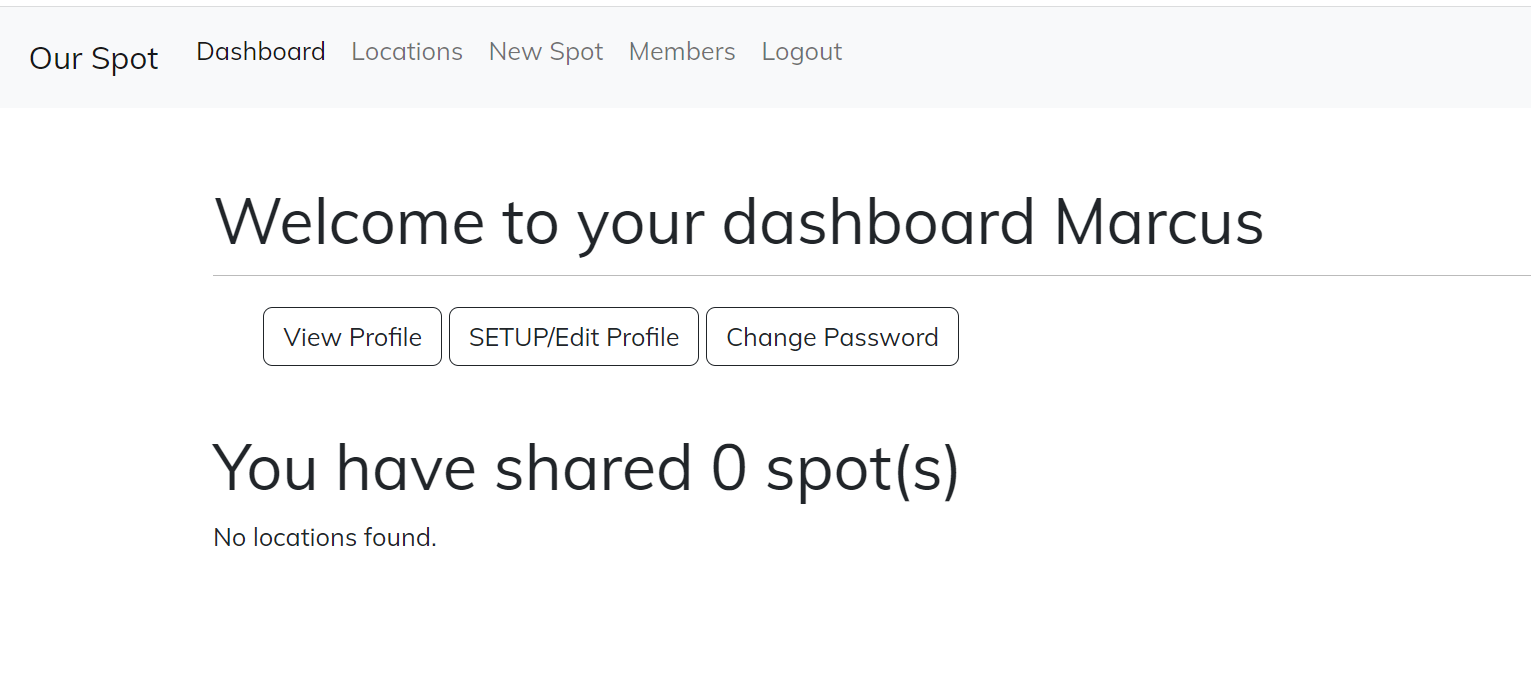 Our Spot Dashboard Locations New Spot Members Logout
Welcome to your dashboard Marcus
View Profile SETUP/Edit Profile Change Password
You have shared 0 spot(s)
No locations found.